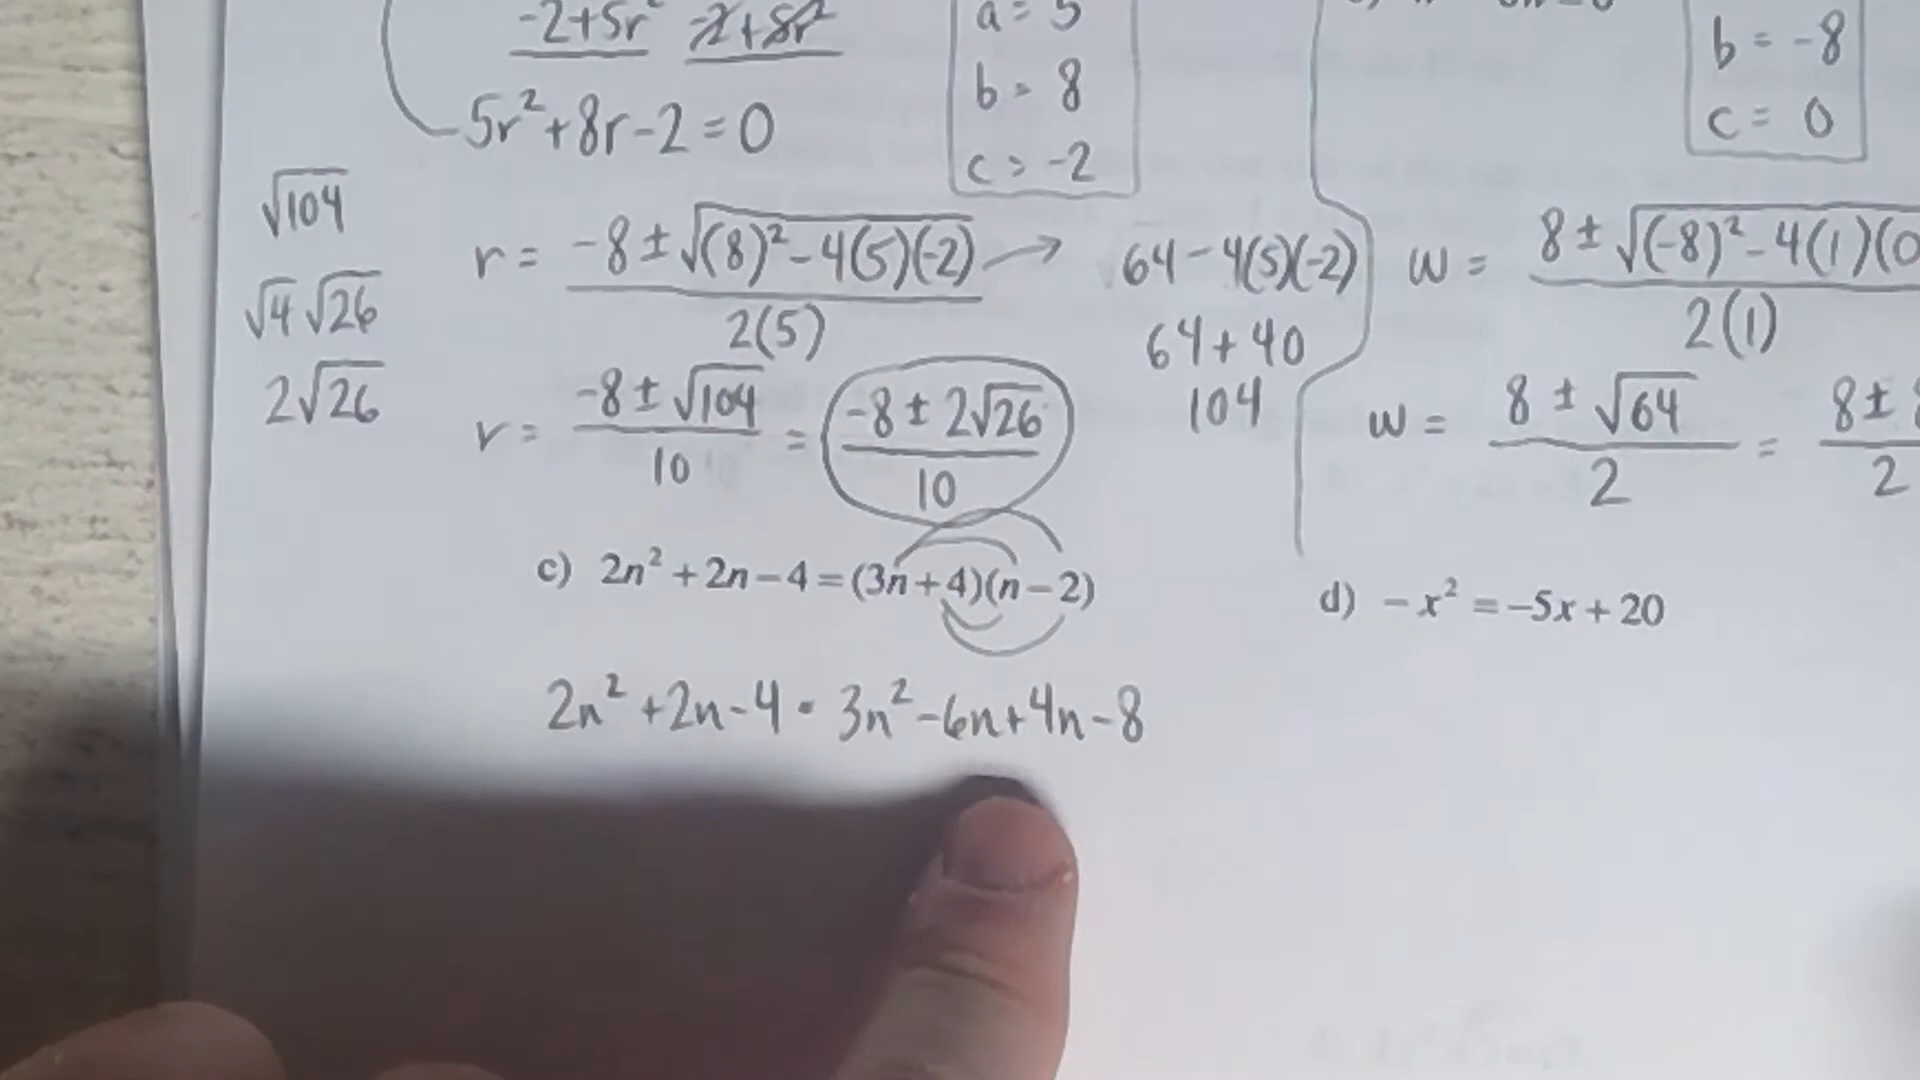 -2+5r² -2+5r²
5r²+8r-2=0
a = 5
b = 8
c = -2
b = -8
c = 0
√104
√4 √26
2√26
r = (-8 ± √((8)²-4(5)(-2)))/(2(5)) → 64-4(5)(-2)
64+40
104
r = (-8 ± √104)/10 = (-8 ± 2√26)/10
w = (8 ± √((-8)²-4(1)(0
2(1)
w = (8 ± √64)/2 = 8 ±
2
c) 2n² + 2n - 4 = (3n + 4)(n - 2)
2n² + 2n - 4 = 3n² - 6n + 4n - 8
d) -x² = -5x + 20